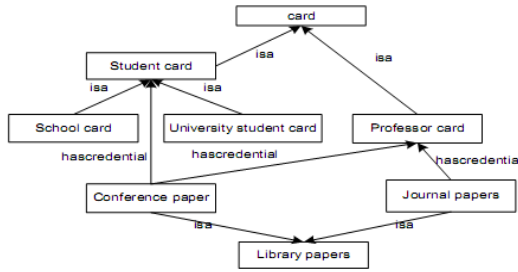 card
isa
isa
Student card
isa
isa
School card
University student card
Professor card
hascredential
hascredential
hascredential
Conference paper
Journal papers
isa
isa
Library papers